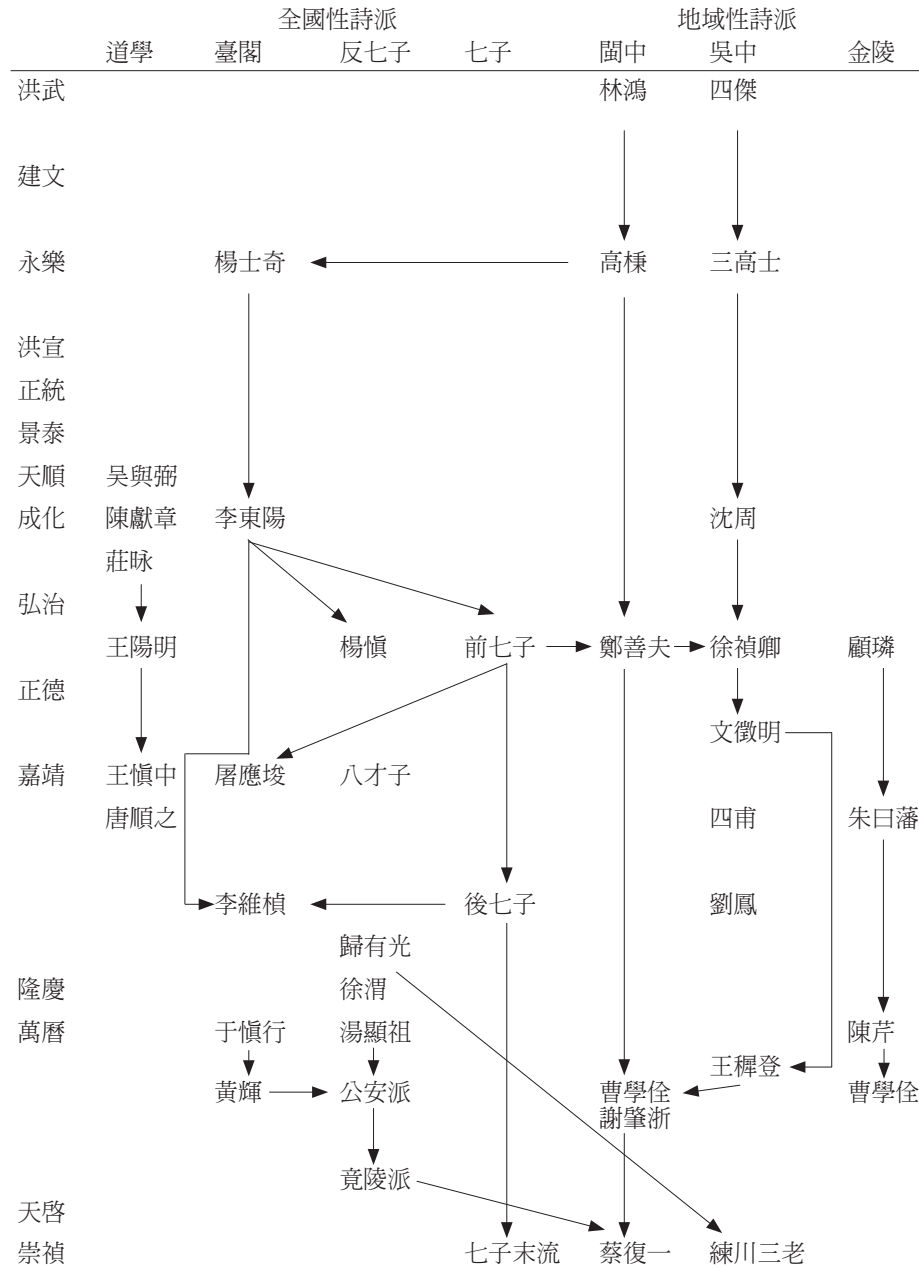 全國性詩派 地域性詩派
道學 臺閣 反七子 七子 閩中 吳中 金陵
洪武 林鴻 四傑
建文
永樂 楊士奇 高棅 三高士
洪宣
正統
景泰
天順 吴與弼
成化 陳獻章 李東陽 沈周
莊昹
弘治
王陽明 楊愼 前七子 鄭善夫 徐禎卿 顧璘
正德
文徵明
嘉靖 王愼中 屠應埈 八才子
唐順之 四甫 朱曰藩
李維楨 後七子 劉鳳
歸有光
隆慶 徐渭
萬曆 于愼行 湯顯祖 陳芹
王穉登
黃輝 公安派 曹學佺 曹學佺
謝肇浙
竟陵派
天啓
崇禎 七子末流 蔡復一 練川三老